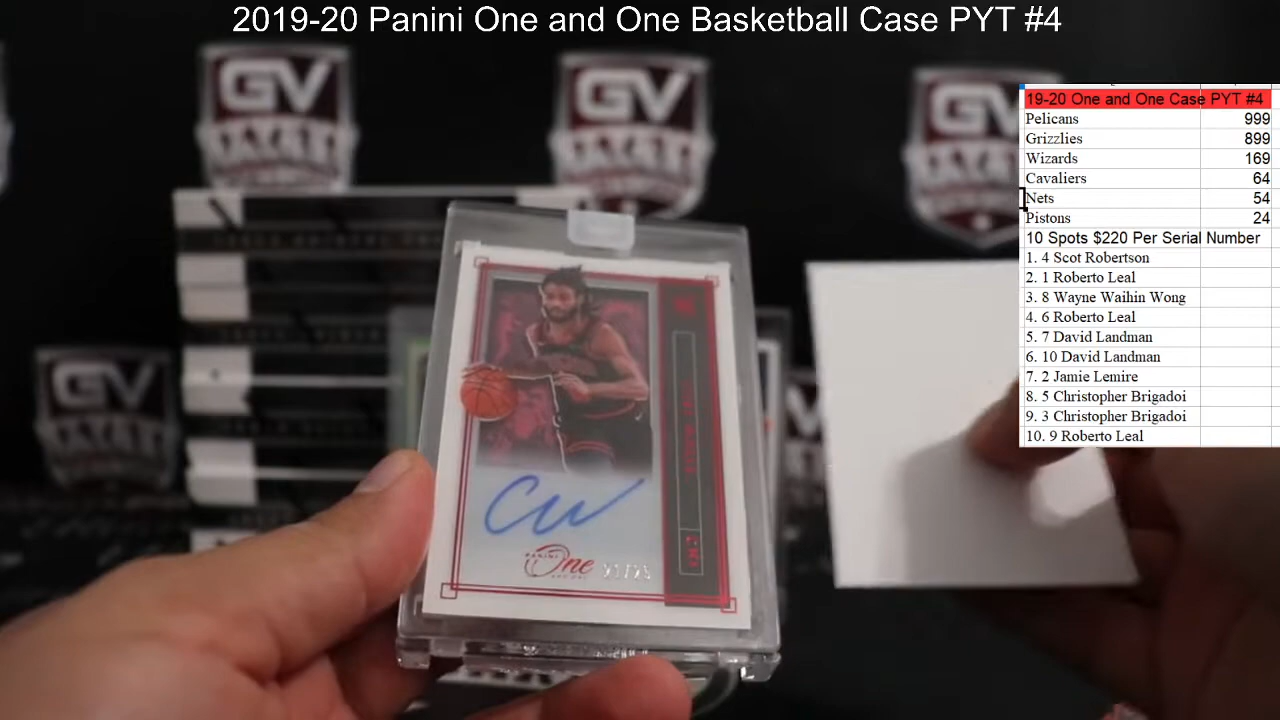 2019-20 Panini One and One Basketball Case PYT #4
GV
GV
GV
GV
19-20 One and One Case PYT #4
Pelicans 999
Grizzlies 899
Wizards 169
Cavaliers 64
Nets 54
Pistons 24
10 Spots $220 Per Serial Number
1. 4 Scot Robertson
2. 1 Roberto Leal
3. 8 Wayne Waihin Wong
4. 6 Roberto Leal
5. 7 David Landman
6. 10 David Landman
7. 2 Jamie Lemire
8. 5 Christopher Brigadoi
9. 3 Christopher Brigadoi
10. 9 Roberto Leal
CW
PANINI
One